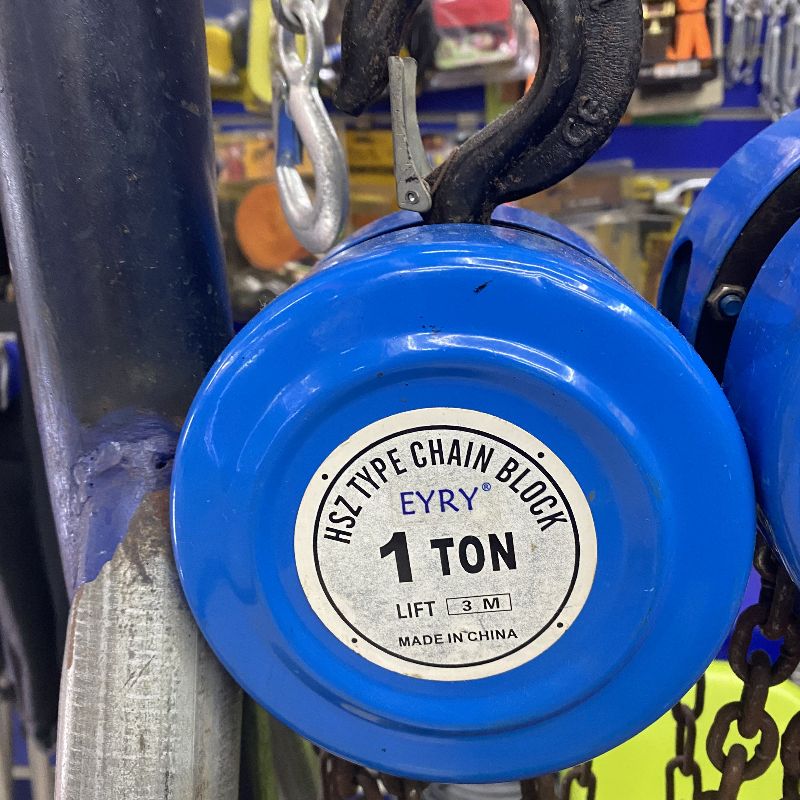 HSZ TYPE CHAIN BLOCK
EYRY®
1 TON
LIFT 3 M
MADE IN CHINA